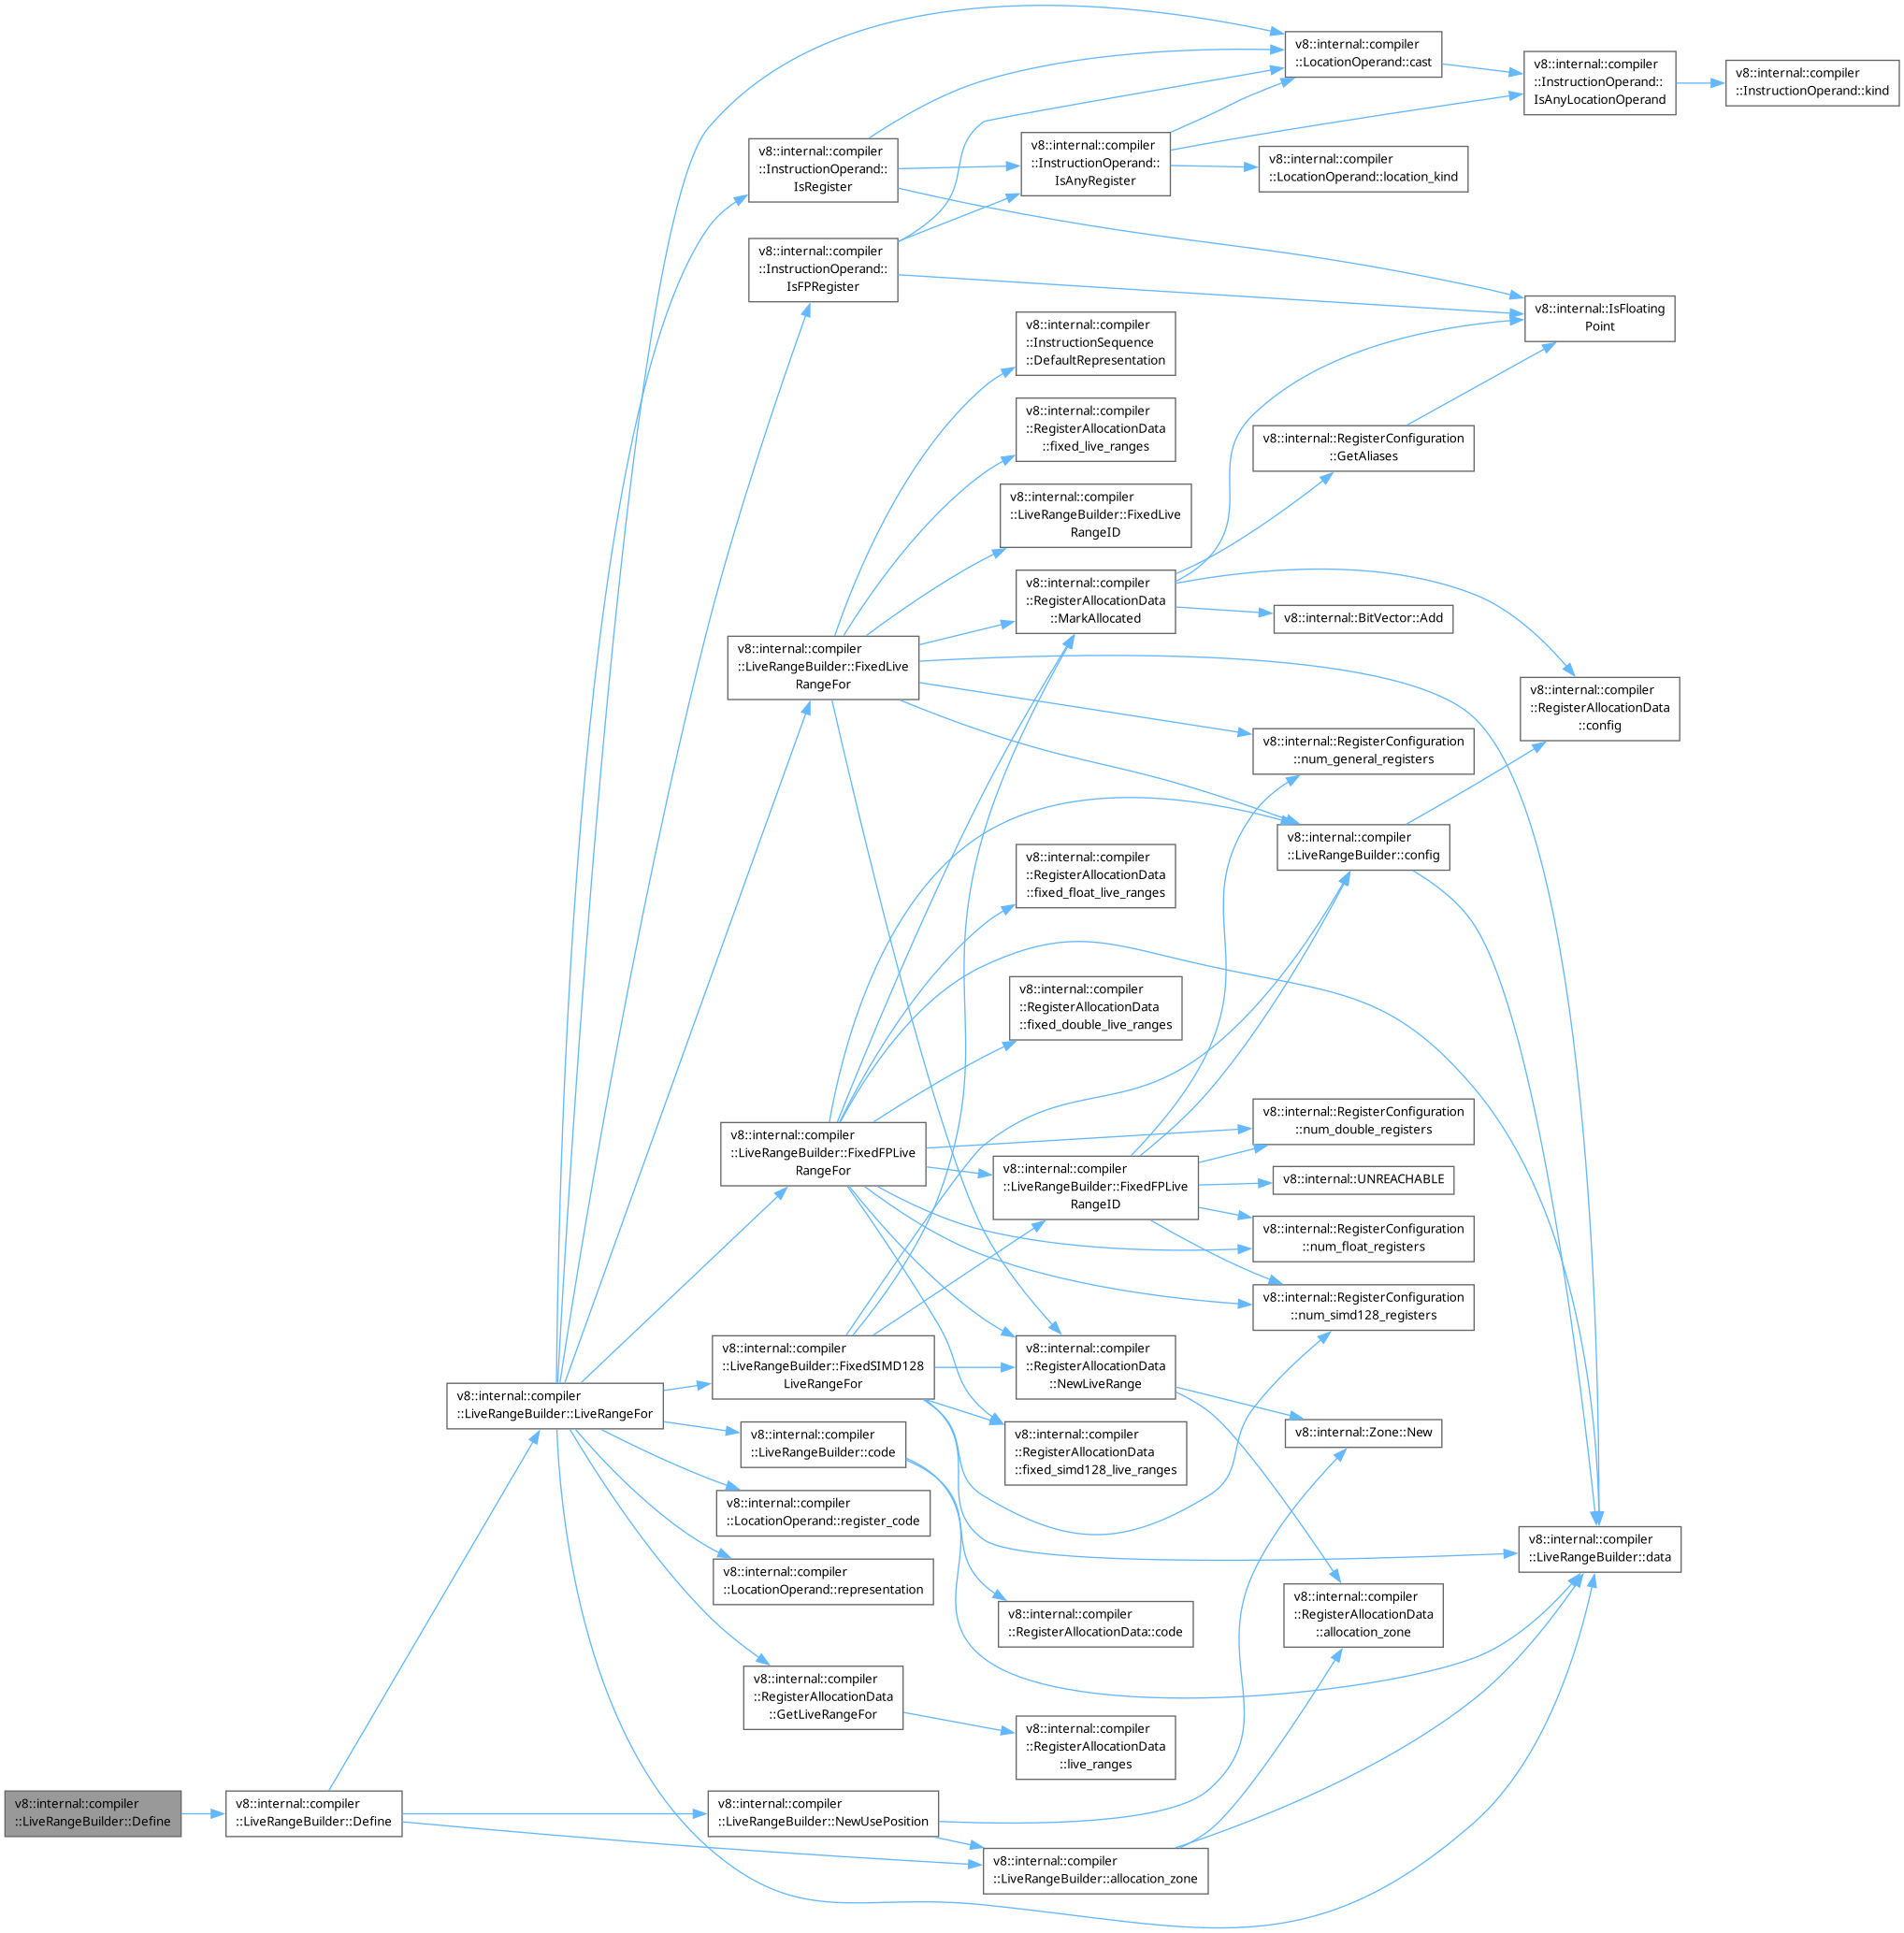 v8::internal::compiler
::LocationOperand::cast
v8::internal::compiler
::InstructionOperand::
IsAnyLocationOperand
v8::internal::compiler
::InstructionOperand::kind
v8::internal::compiler
::InstructionOperand::
IsRegister
v8::internal::compiler
::InstructionOperand::
IsAnyRegister
v8::internal::compiler
::LocationOperand::location_kind
v8::internal::compiler
::InstructionOperand::
IsFPRegister
v8::internal::IsFloating
Point
v8::internal::compiler
::InstructionSequence
::DefaultRepresentation
v8::internal::compiler
::RegisterAllocationData
::fixed_live_ranges
v8::internal::RegisterConfiguration
::GetAliases
v8::internal::compiler
::LiveRangeBuilder::FixedLive
RangeID
v8::internal::compiler
::RegisterAllocationData
::MarkAllocated
v8::internal::BitVector::Add
v8::internal::compiler
::LiveRangeBuilder::FixedLive
RangeFor
v8::internal::compiler
::RegisterAllocationData
::config
v8::internal::RegisterConfiguration
::num_general_registers
v8::internal::compiler
::LiveRangeBuilder::config
v8::internal::compiler
::RegisterAllocationData
::fixed_float_live_ranges
v8::internal::compiler
::RegisterAllocationData
::fixed_double_live_ranges
v8::internal::compiler
::LiveRangeBuilder::FixedFPLive
RangeFor
v8::internal::RegisterConfiguration
::num_double_registers
v8::internal::compiler
::LiveRangeBuilder::FixedFPLive
RangeID
v8::internal::UNREACHABLE
v8::internal::RegisterConfiguration
::num_float_registers
v8::internal::RegisterConfiguration
::num_simd128_registers
v8::internal::compiler
::LiveRangeBuilder::FixedSIMD128
LiveRangeFor
v8::internal::compiler
::RegisterAllocationData
::NewLiveRange
v8::internal::compiler
::LiveRangeBuilder::LiveRangeFor
v8::internal::compiler
::LiveRangeBuilder::code
v8::internal::compiler
::RegisterAllocationData
::fixed_simd128_live_ranges
v8::internal::Zone::New
v8::internal::compiler
::LocationOperand::register_code
v8::internal::compiler
::LiveRangeBuilder::data
v8::internal::compiler
::LocationOperand::representation
v8::internal::compiler
::RegisterAllocationData::code
v8::internal::compiler
::RegisterAllocationData
::allocation_zone
v8::internal::compiler
::RegisterAllocationData
::GetLiveRangeFor
v8::internal::compiler
::RegisterAllocationData
::live_ranges
v8::internal::compiler
::LiveRangeBuilder::Define
v8::internal::compiler
::LiveRangeBuilder::Define
v8::internal::compiler
::LiveRangeBuilder::NewUsePosition
v8::internal::compiler
::LiveRangeBuilder::allocation_zone